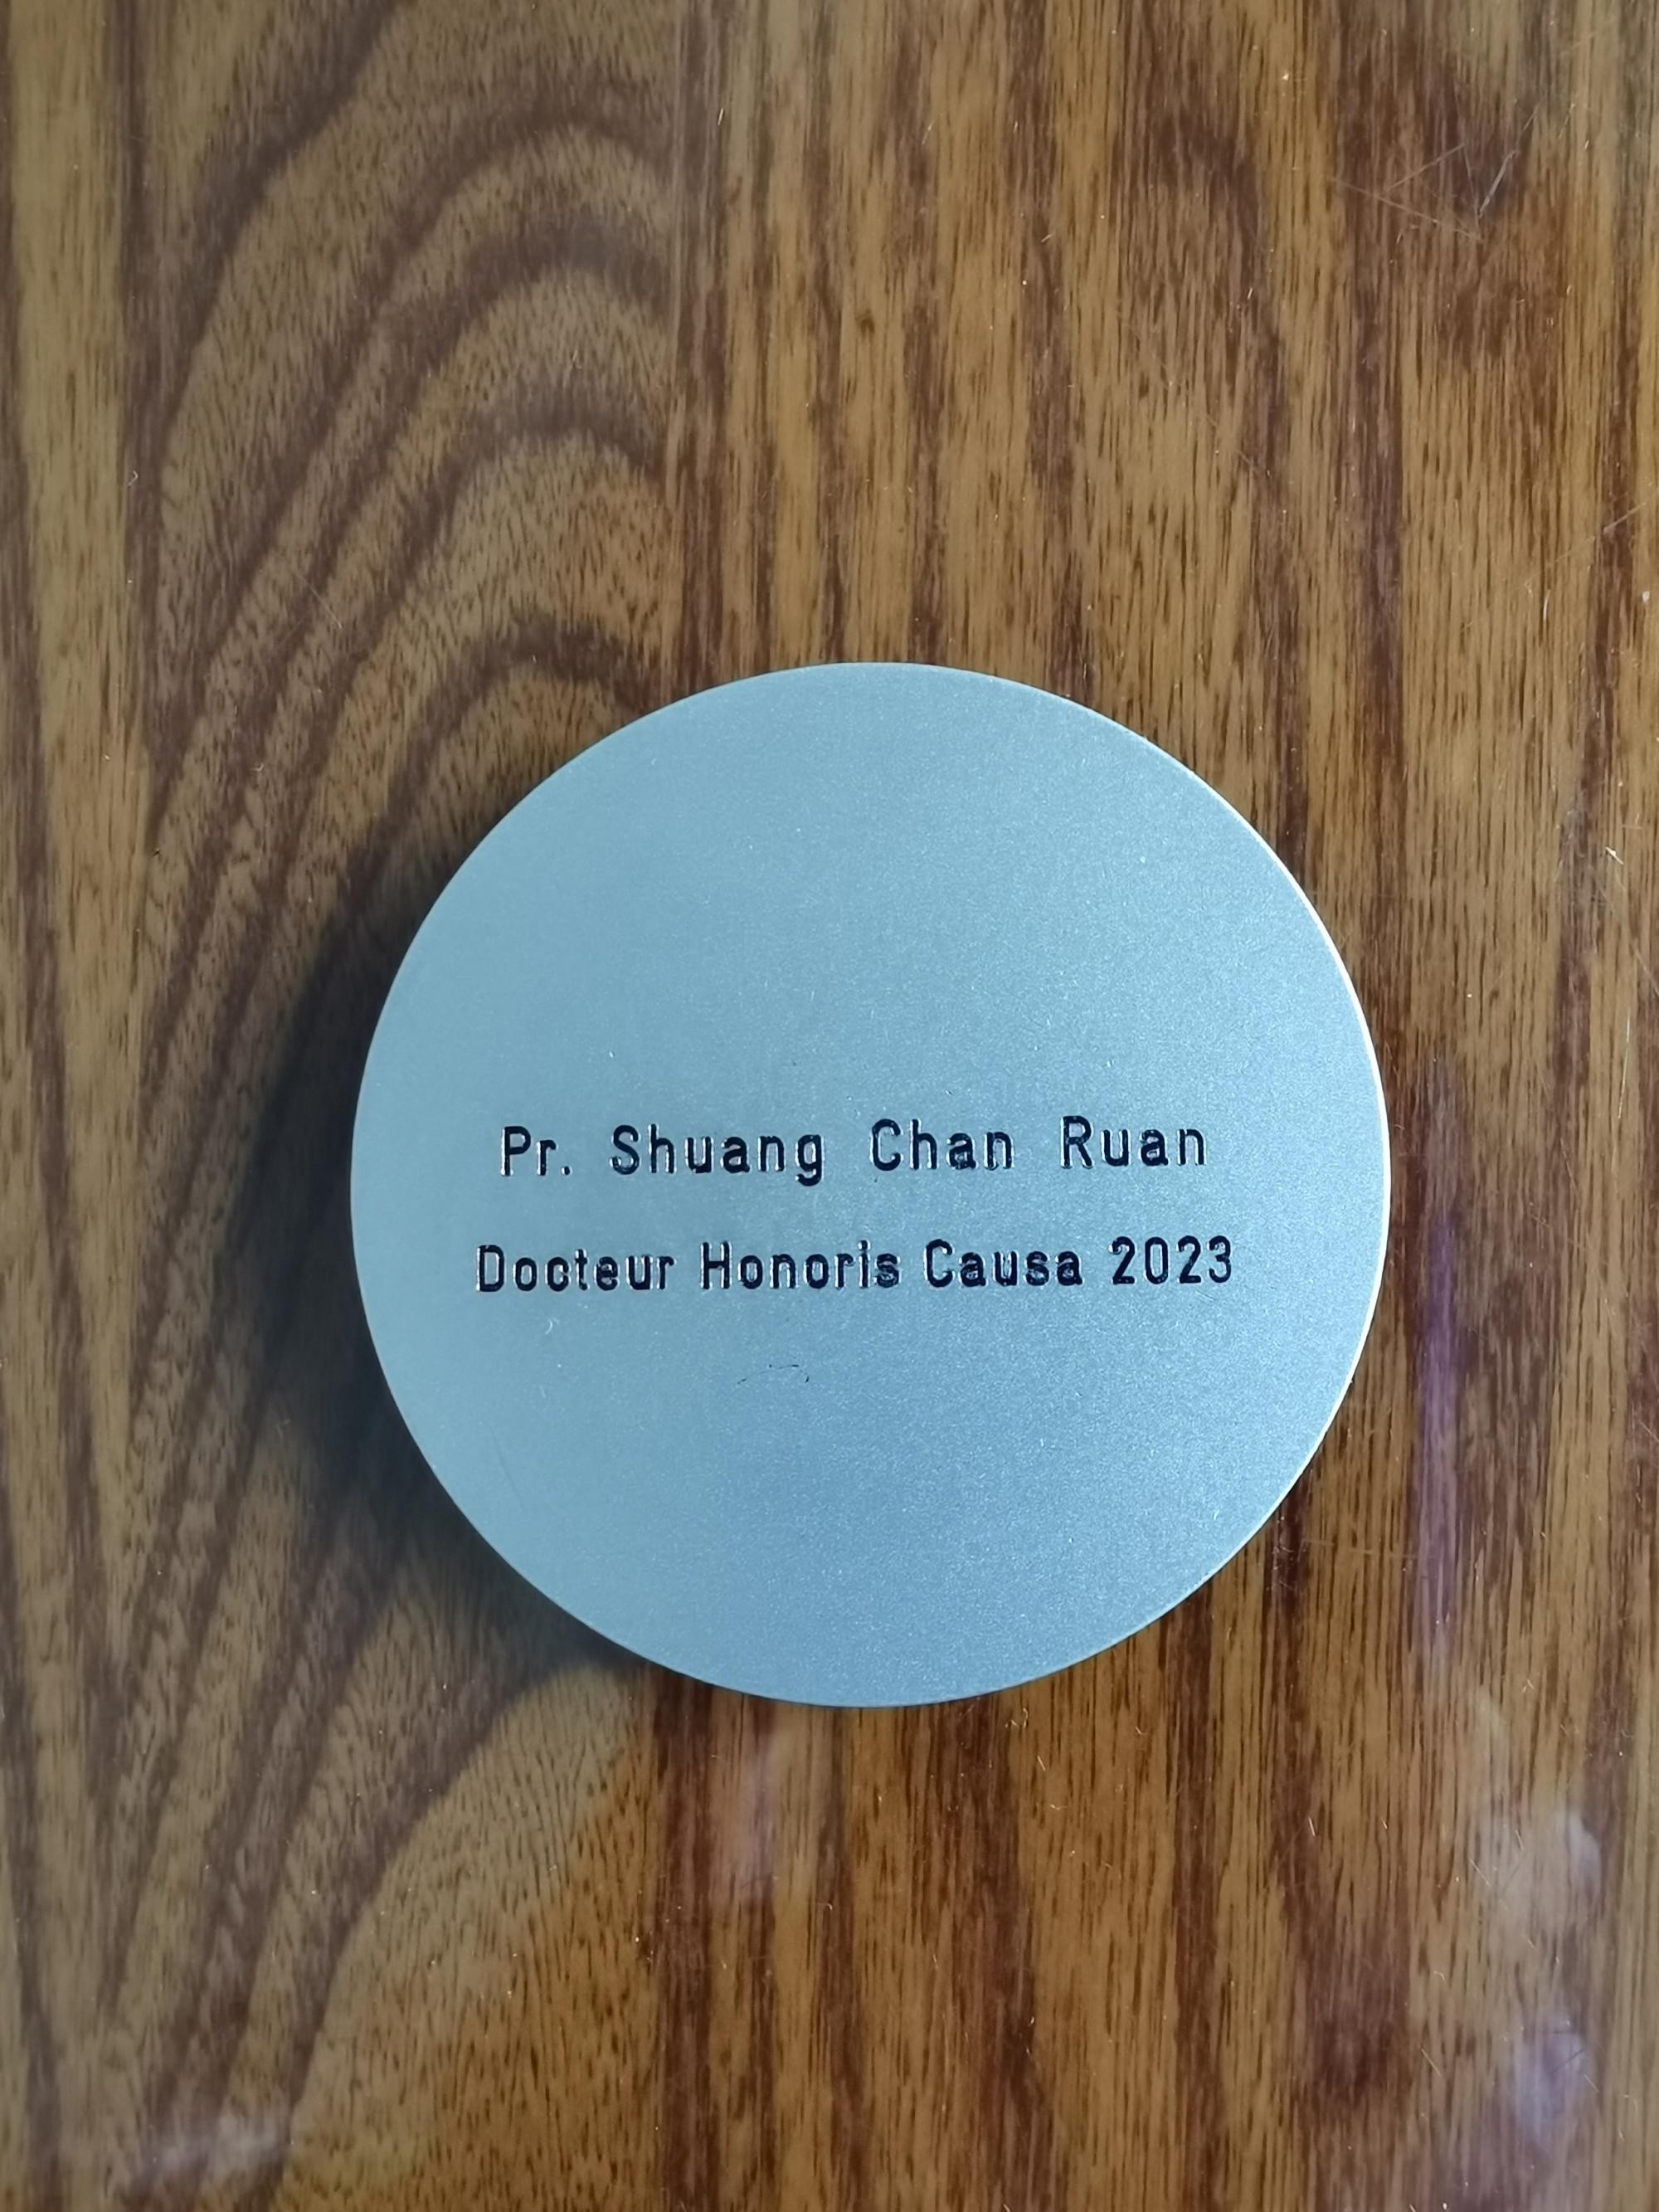 Pr. Shuang Chan Ruan
Docteur Honoris Causa 2023